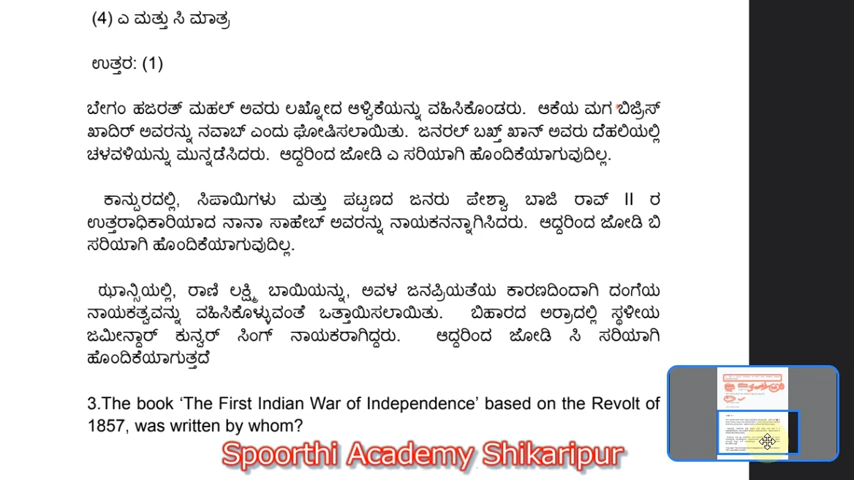 (4) ಎ ಮತ್ತು ಸಿ ಮಾತ್ರ
ಉತ್ತರ: (1)
ಬೇಗಂ ಹಜರತ್ ಮಹಲ್ ಅವರು ಲಖ್ನೋದ ಆಳ್ವಿಕೆಯನ್ನು ವಹಿಸಿಕೊಂಡರು. ಆಕೆಯ ಮಗ ಬಿಜ್ರಿಸ್
ಖಾದಿರ್ ಅವರನ್ನು ನವಾಬ್ ಎಂದು ಘೋಷಿಸಲಾಯಿತು. ಜನರಲ್ ಬಖ್ತ್ ಖಾನ್ ಅವರು ದೆಹಲಿಯಲ್ಲಿ
ಚಳವಳಿಯನ್ನು ಮುನ್ನಡೆಸಿದರು. ಆದ್ದರಿಂದ ಜೋಡಿ ಎ ಸರಿಯಾಗಿ ಹೊಂದಿಕೆಯಾಗುವುದಿಲ್ಲ.
ಕಾನ್ಪುರದಲ್ಲಿ, ಸಿಪಾಯಿಗಳು ಮತ್ತು ಪಟ್ಟಣದ ಜನರು ಪೇಶ್ವಾ ಬಾಜಿ ರಾವ್ II ರ
ಉತ್ತರಾಧಿಕಾರಿಯಾದ ನಾನಾ ಸಾಹೇಬ್ ಅವರನ್ನು ನಾಯಕನನ್ನಾಗಿಸಿದರು. ಆದ್ದರಿಂದ ಜೋಡಿ ಬಿ
ಸರಿಯಾಗಿ ಹೊಂದಿಕೆಯಾಗುವುದಿಲ್ಲ.
ಝಾನ್ಸಿಯಲ್ಲಿ, ರಾಣಿ ಲಕ್ಷ್ಮಿ ಬಾಯಿಯನ್ನು, ಅವಳ ಜನಪ್ರಿಯತೆಯ ಕಾರಣದಿಂದಾಗಿ ದಂಗೆಯ
ನಾಯಕತ್ವವನ್ನು ವಹಿಸಿಕೊಳ್ಳುವಂತೆ ಒತ್ತಾಯಿಸಲಾಯಿತು. ಬಿಹಾರದ ಅರ್ರಾದಲ್ಲಿ ಸ್ಥಳೀಯ
ಜಮೀನ್ದಾರ್ ಕುನ್ವರ್ ಸಿಂಗ್ ನಾಯಕರಾಗಿದ್ದರು. ಆದ್ದರಿಂದ ಜೋಡಿ ಸಿ ಸರಿಯಾಗಿ
ಹೊಂದಿಕೆಯಾಗುತ್ತದೆ
3.The book ‘The First Indian War of Independence’ based on the Revolt of
1857, was written by whom?
Spoorthi Academy Shikaripur